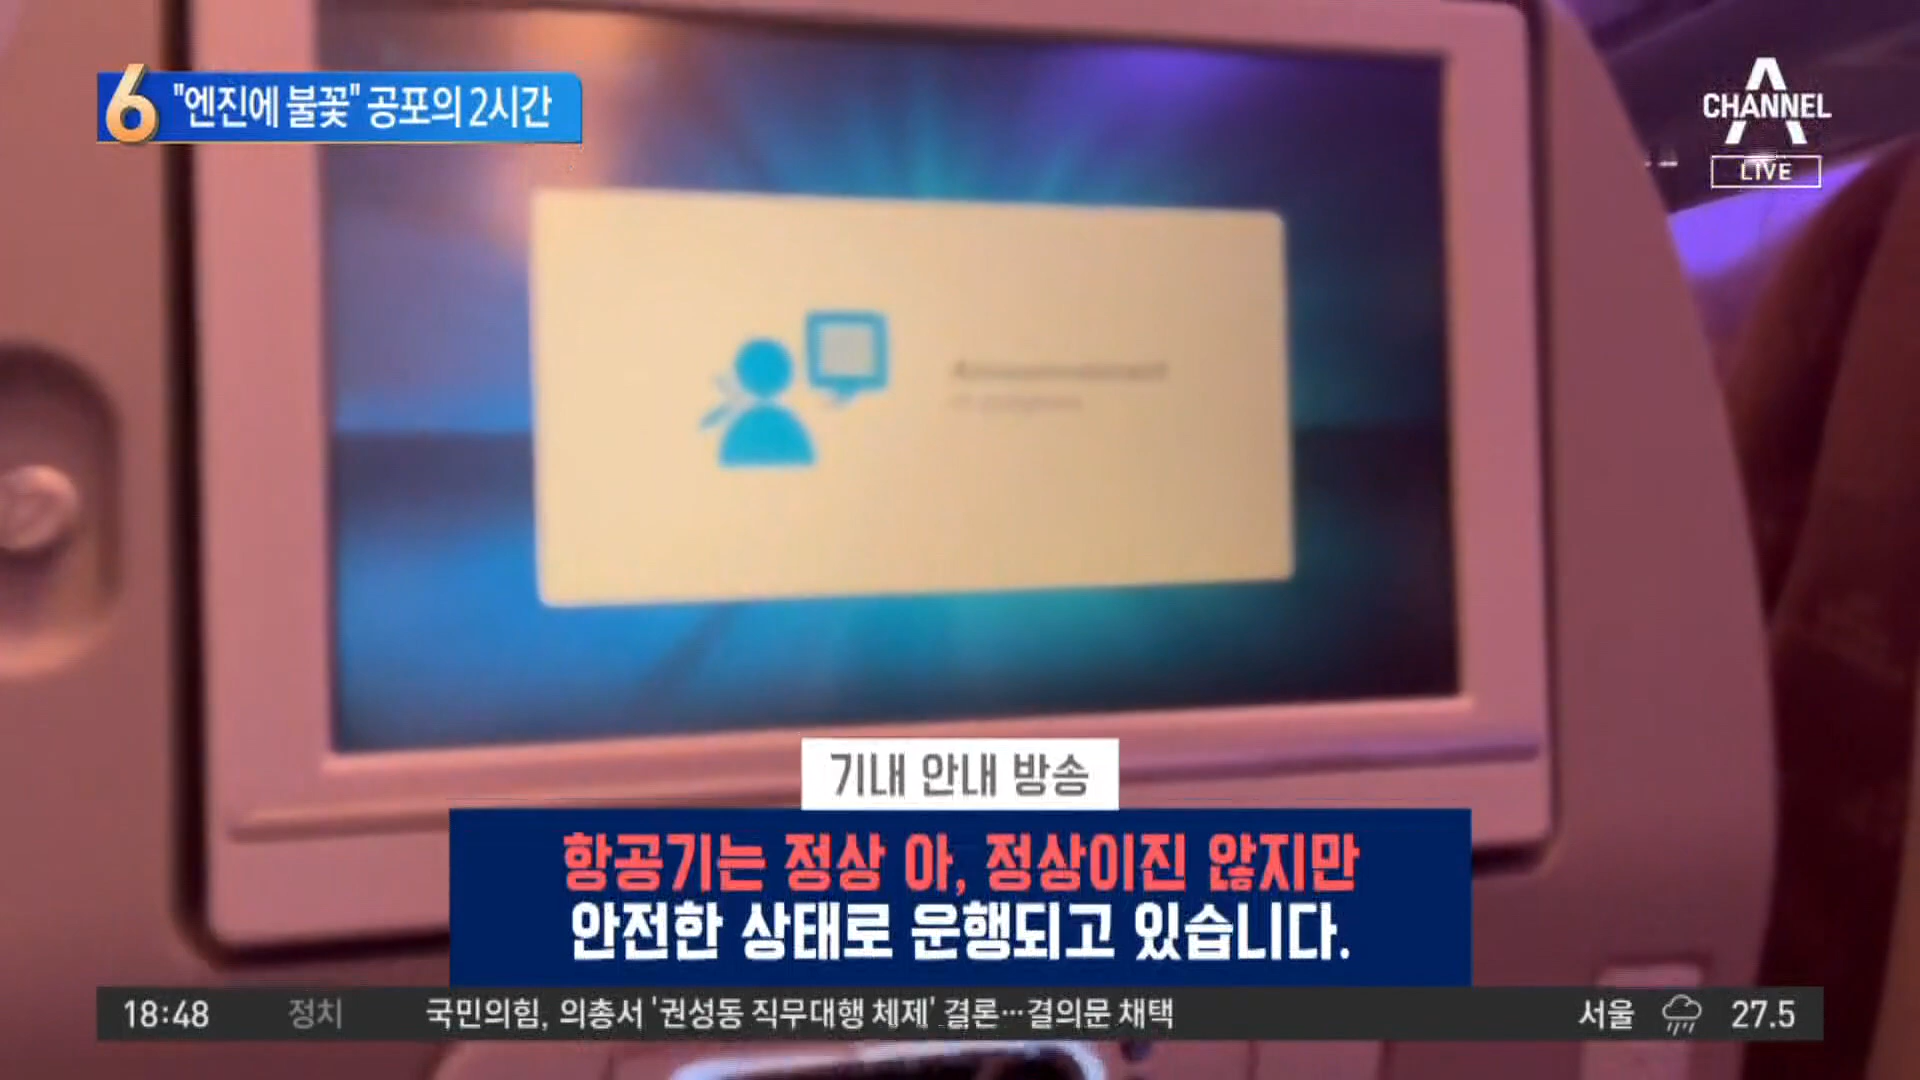 6 "엔진에 불꽃" 공포의 2시간
CHANNEL A
LIVE
기내 안내 방송
항공기는 정상 아, 정상이진 않지만
안전한 상태로 운행되고 있습니다.
18:48 정치 국민의힘, 의총서 '권성동 직무대행 체제' 결론…결의문 채택 서울 27.5